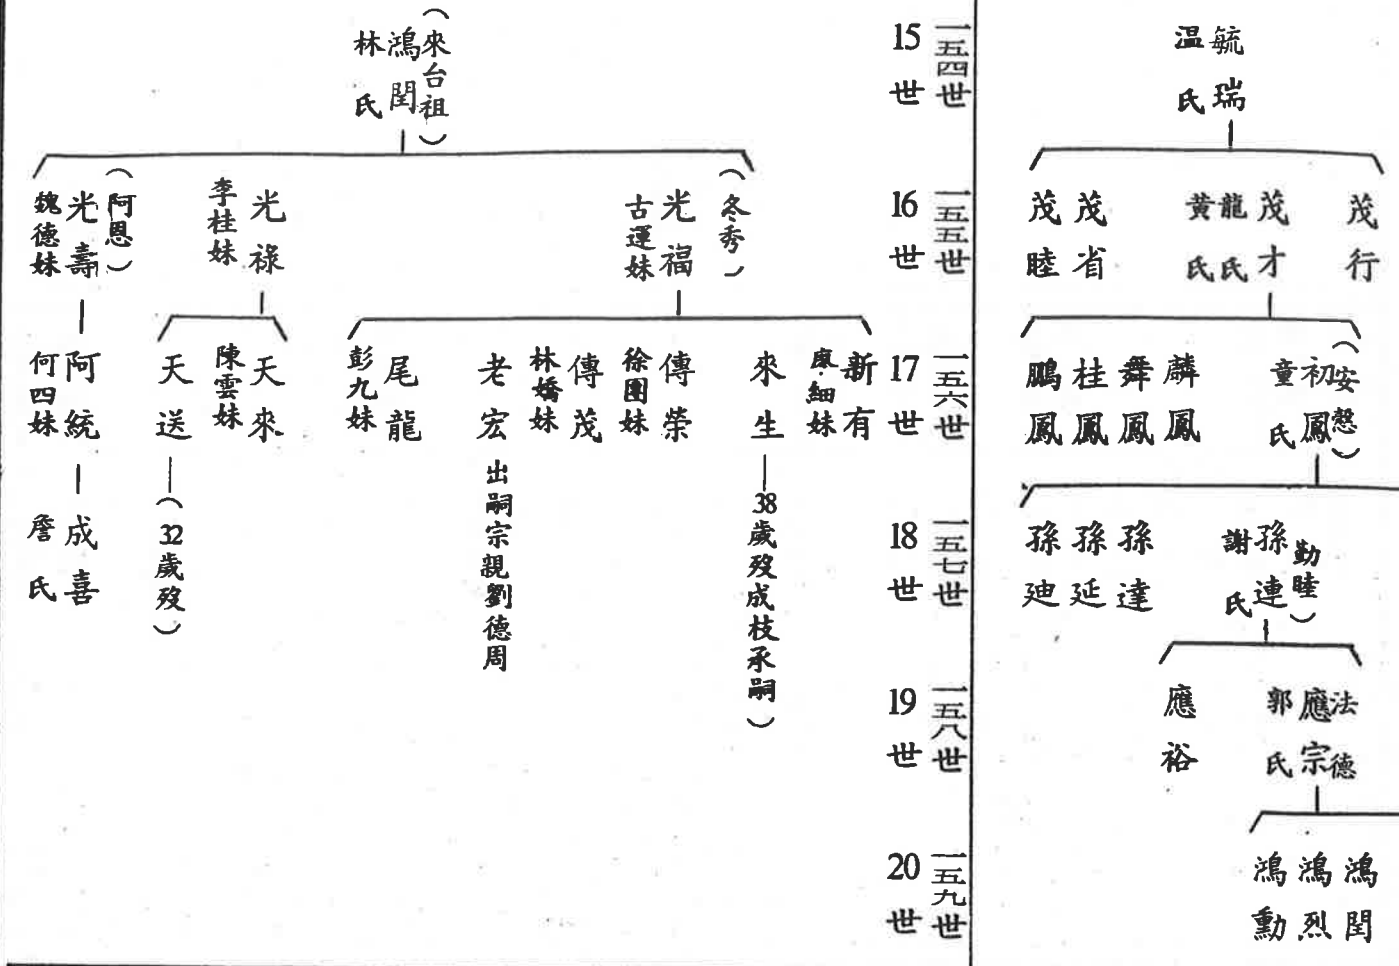 毓瑞
温氏
茂行
茂才
龍氏
黄氏
茂省
茂睦
(安慤)
初鳳
童氏
麟鳳
舞鳳
桂鳳
鵬鳳
勤睦)
孫連
謝氏
孫達
孫延
孫迪
法德
應宗
郭氏
應裕
鴻閏
鴻烈
鴻勳
一五四世
15世
一五五世
16世
一五六世
17世
一五七世
18世
一五八世
19世
一五九世
20世
(來台祖)
鴻閏
林氏
(冬秀)
光福
古運妹
光祿
李桂妹
(阿恩)
光壽
魏德妹
新有
廖細妹
來生
38歲歿成枝承嗣)
傳榮
徐團妹
傳茂
林嬌妹
老宏
出嗣宗親劉德周
尾龍
彭九妹
天來
陳雲妹
天送
(32歲歿)
阿統
何四妹
成喜
詹氏